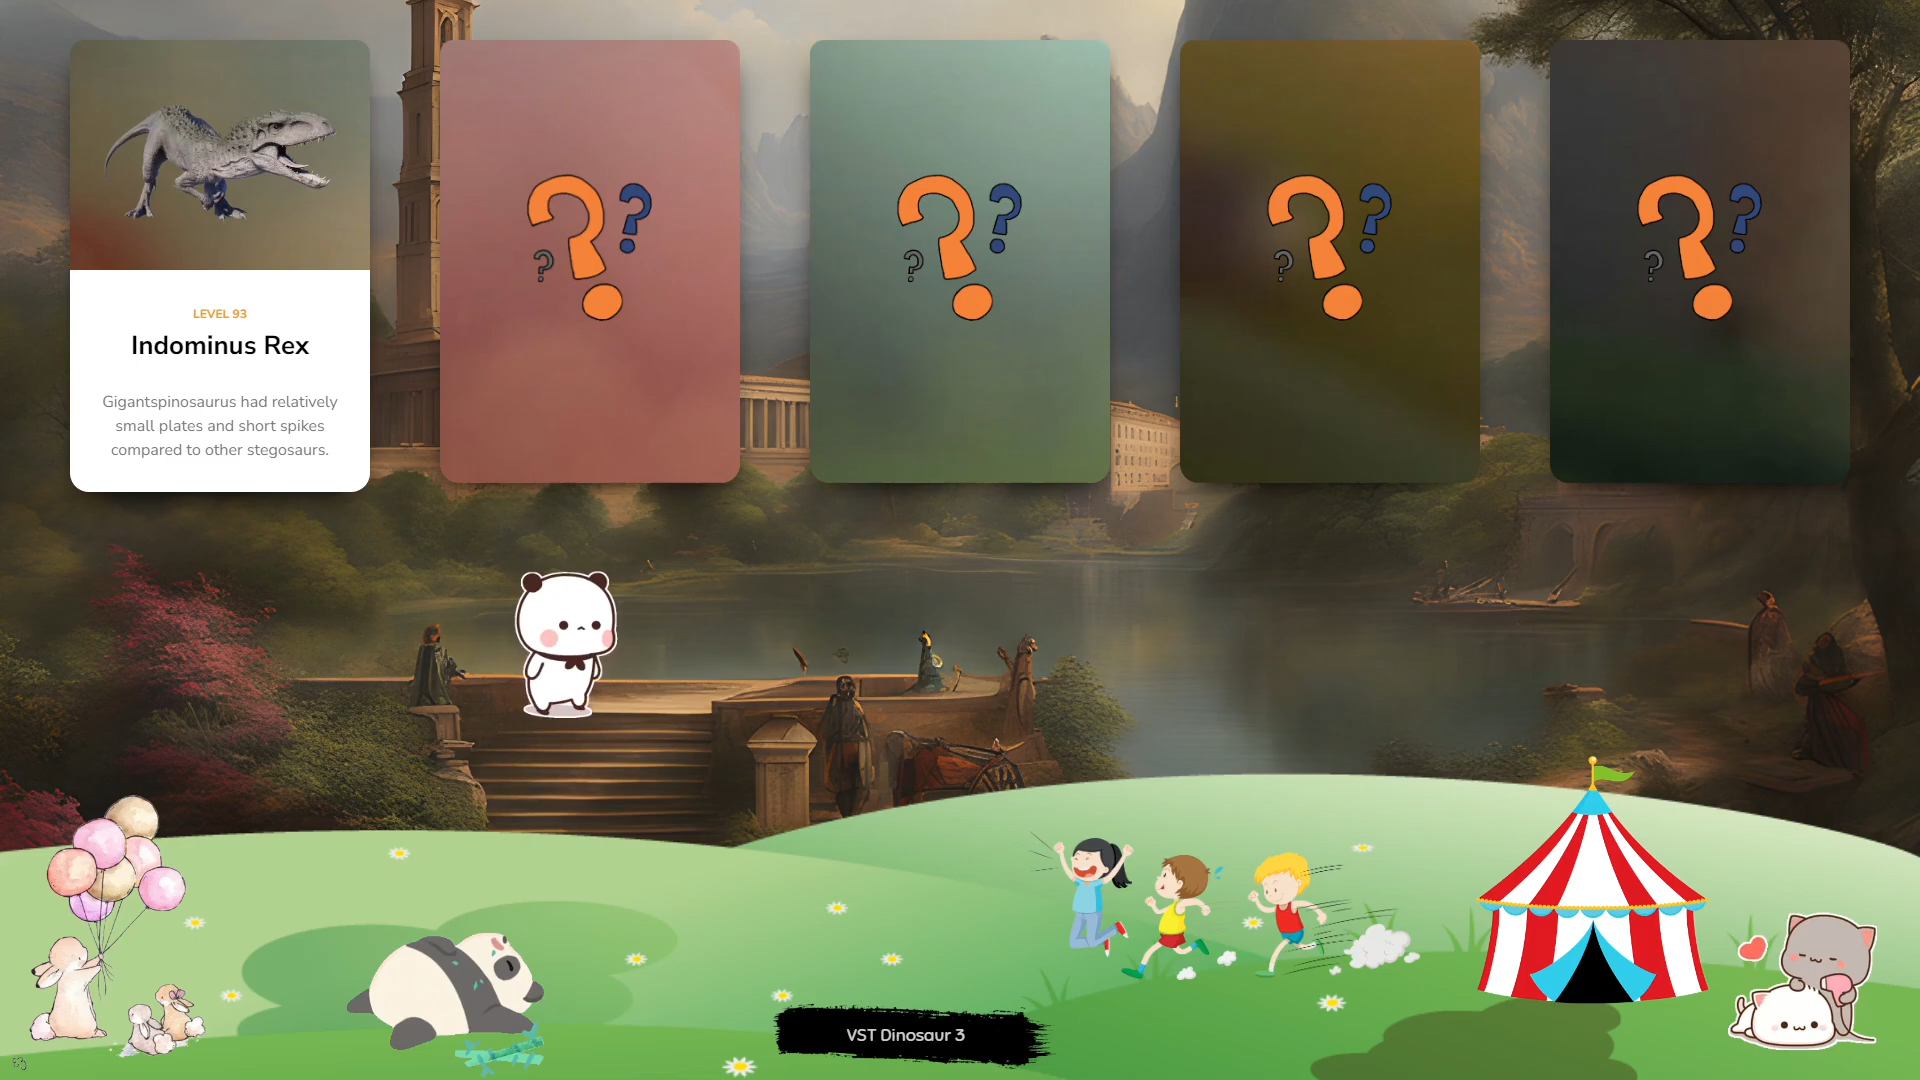 LEVEL 93
Indominus Rex
Gigantspinosaurus had relatively
small plates and short spikes
compared to other stegosaurs.
? ? ?
? ? ?
? ? ?
? ? ?
VST Dinosaur 3